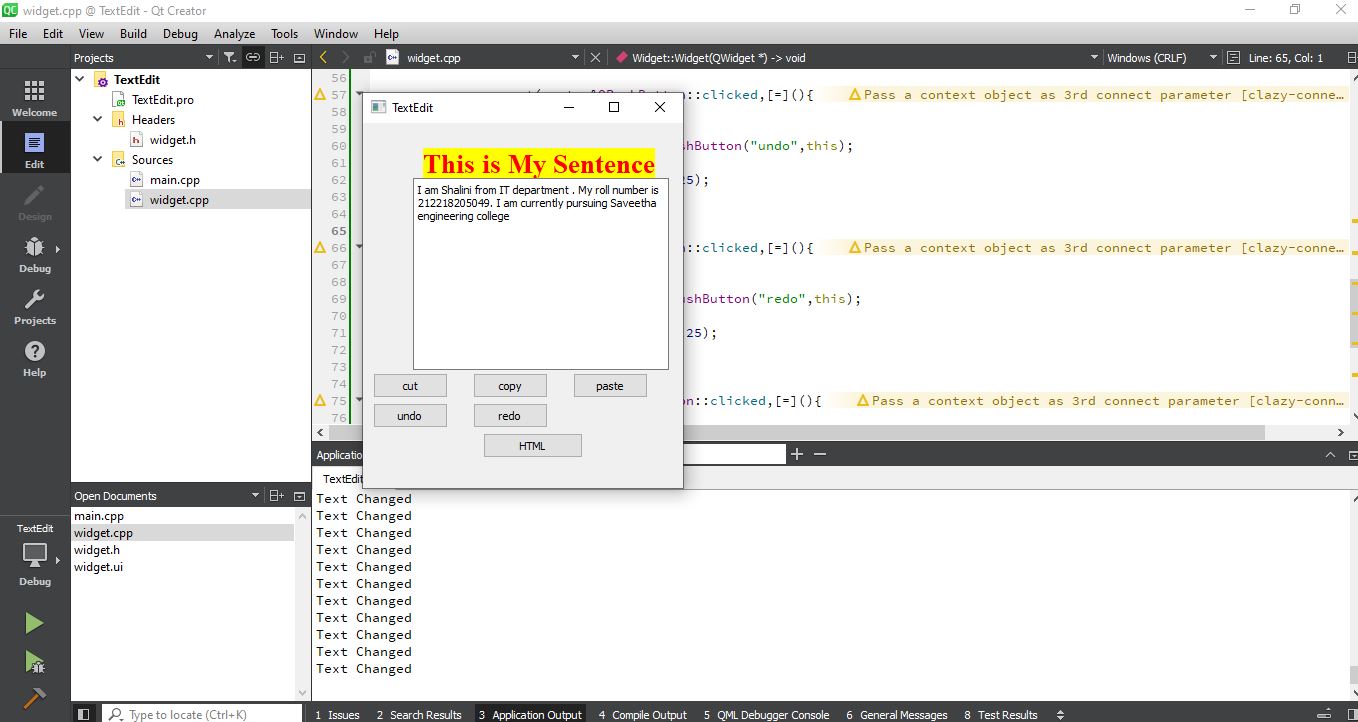 QC widget.cpp @ TextEdit - Qt Creator
File Edit View Build Debug Analyze Tools Window Help
Projects widget.cpp Widget::Widget(QWidget *) -> void Windows (CRLF) Line: 65, Col: 1
Welcome
Edit
Design
Debug
Projects
Help
TextEdit
Debug
TextEdit
TextEdit.pro
Headers
widget.h
Sources
main.cpp
widget.cpp
Open Documents
main.cpp
widget.cpp
widget.h
widget.ui
56
57 ::clicked,[=](){ Pass a context object as 3rd connect parameter [clazy-conne…
58
59
60 shButton("undo",this);
61
62 25);
63
64
65
66 ::clicked,[=](){ Pass a context object as 3rd connect parameter [clazy-conne…
67
68
69 shButton("redo",this);
70
71 25);
72
73
74
75 n::clicked,[=](){ Pass a context object as 3rd connect parameter [clazy-conn…
76
TextEdit
This is My Sentence
I am Shalini from IT department . My roll number is
212218205049. I am currently pursuing Saveetha
engineering college
cut copy paste
undo redo
HTML
Applicatio
TextEdit
Text Changed
Text Changed
Text Changed
Text Changed
Text Changed
Text Changed
Text Changed
Text Changed
Text Changed
Text Changed
Text Changed
Type to locate (Ctrl+K) 1 Issues 2 Search Results 3 Application Output 4 Compile Output 5 QML Debugger Console 6 General Messages 8 Test Results